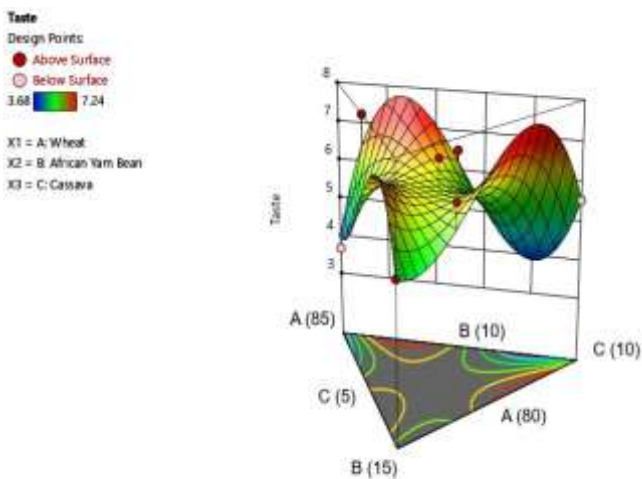 Taste
Design Points:
Above Surface
Below Surface
3.68 7.24
X1 = A: Wheat
X2 = B: African Yam Bean
X3 = C: Cassava
8
7
6
5
4
3
Taste
A (85)
B (10)
C (10)
C (5)
A (80)
B (15)